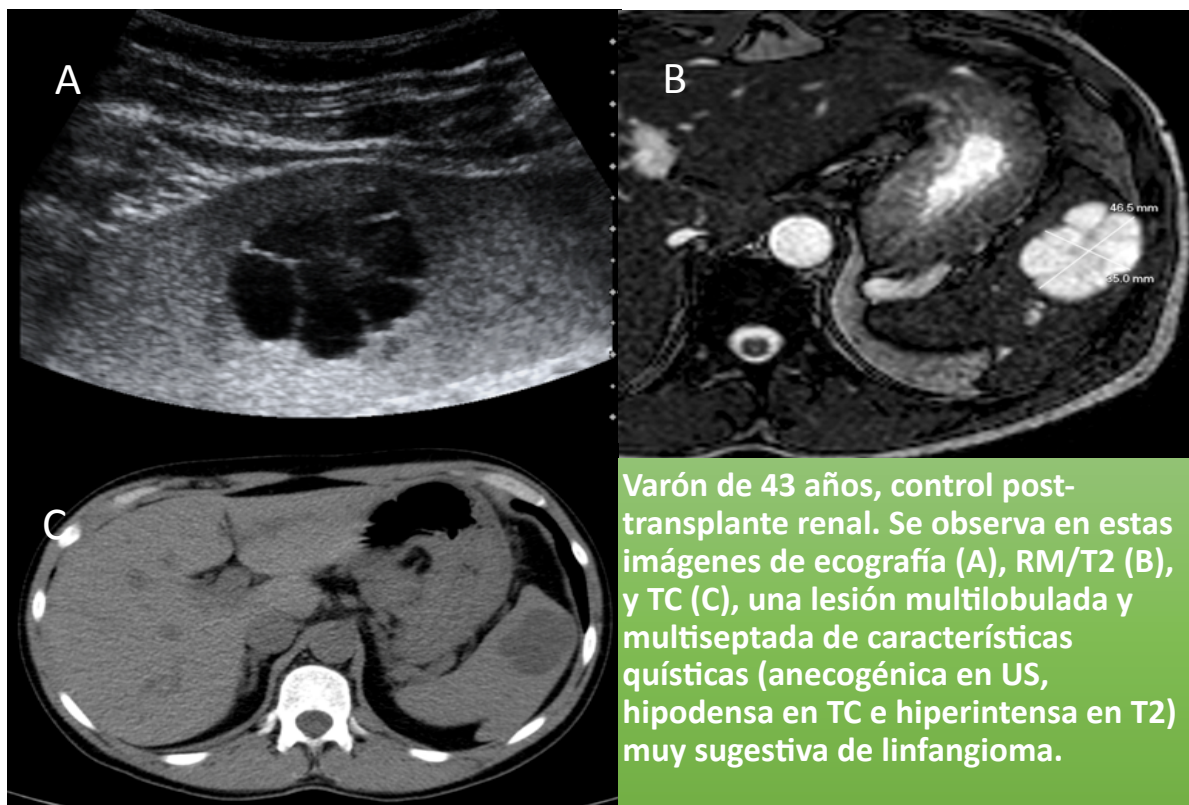 A
B
46.5 mm
35.0 mm
C
Varón de 43 años, control post-
transplante renal. Se observa en estas
imágenes de ecografía (A), RM/T2 (B),
y TC (C), una lesión multilobulada y
multiseptada de características
quísticas (anecogénica en US,
hipodensa en TC e hiperintensa en T2)
muy sugestiva de linfangioma.